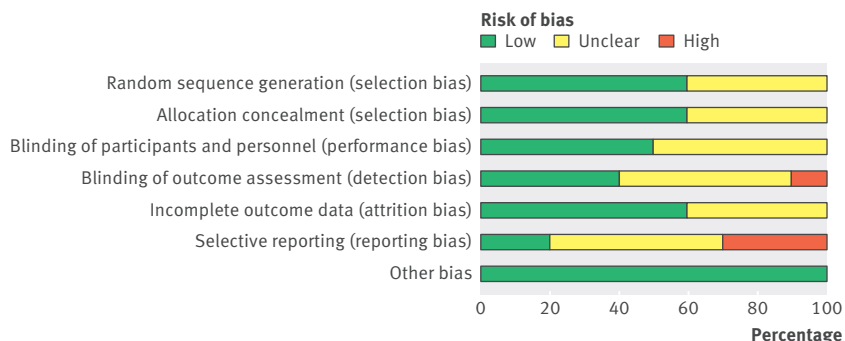 Risk of bias
Low Unclear High
Random sequence generation (selection bias)
Allocation concealment (selection bias)
Blinding of participants and personnel (performance bias)
Blinding of outcome assessment (detection bias)
Incomplete outcome data (attrition bias)
Selective reporting (reporting bias)
Other bias
0 20 40 60 80 100
Percentage